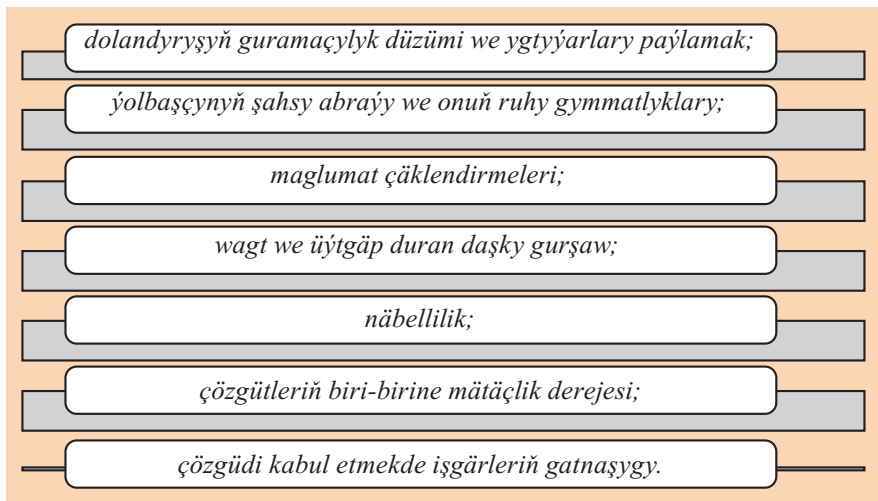 dolandyryşyň guramaçylyk düzümi we ygtyýarlary paýlamak;
ýolbaşçynyň şahsy abraýy we onuň ruhy gymmatlyklary;
maglumat çäklendirmeleri;
wagt we üýtgäp duran daşky gurşaw;
näbellilik;
çözgütleriň biri-birine mätäçlik derejesi;
çözgüdi kabul etmekde işgärleriň gatnaşygy.